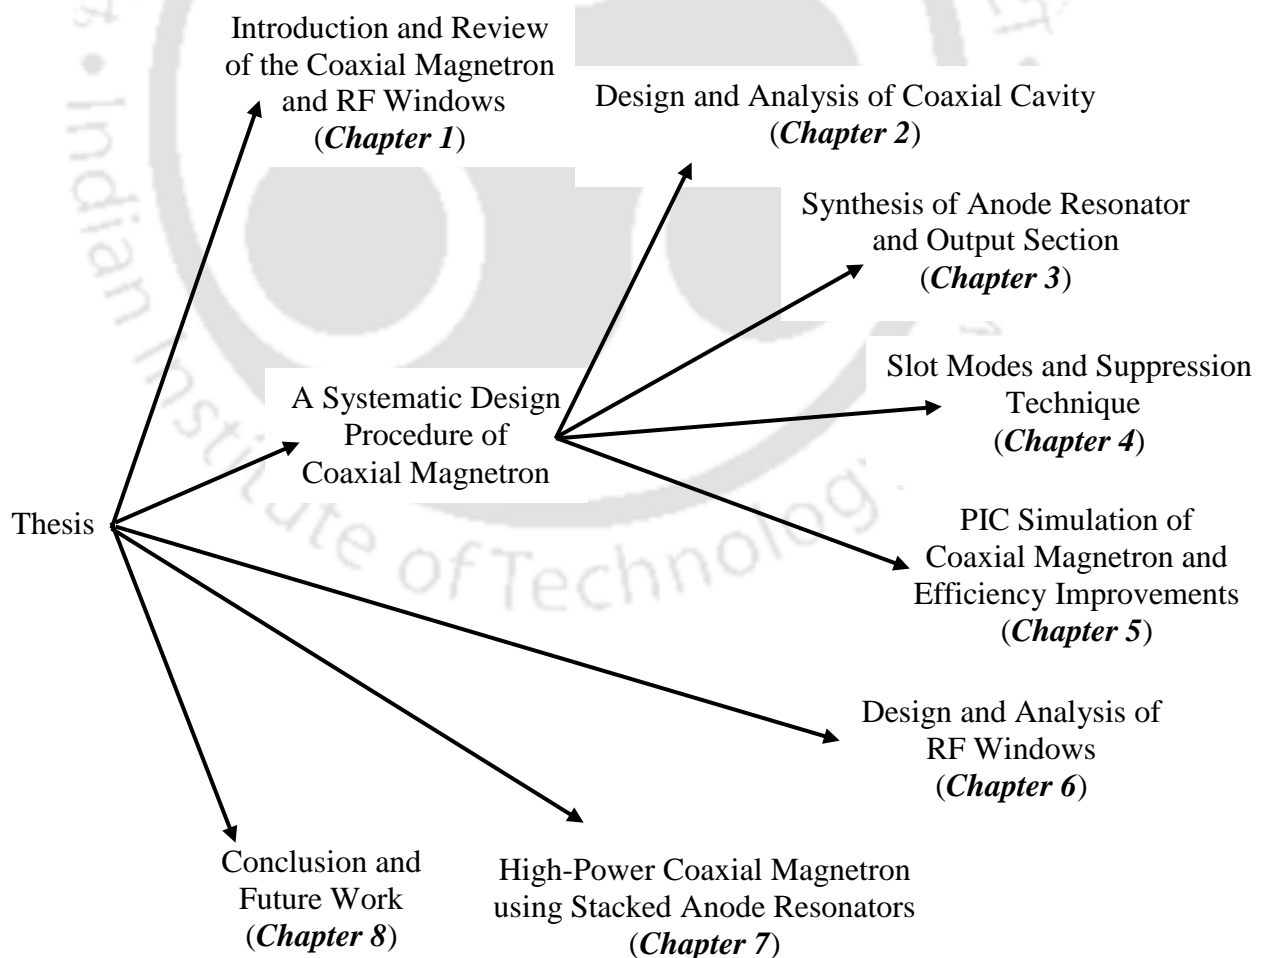 Introduction and Review
of the Coaxial Magnetron
and RF Windows
(Chapter 1)
Design and Analysis of Coaxial Cavity
(Chapter 2)
Synthesis of Anode Resonator
and Output Section
(Chapter 3)
Slot Modes and Suppression
Technique
(Chapter 4)
A Systematic Design
Procedure of
Coaxial Magnetron
Thesis
PIC Simulation of
Coaxial Magnetron and
Efficiency Improvements
(Chapter 5)
Design and Analysis of
RF Windows
(Chapter 6)
High-Power Coaxial Magnetron
using Stacked Anode Resonators
(Chapter 7)
Conclusion and
Future Work
(Chapter 8)
Indian Institute of Technolog